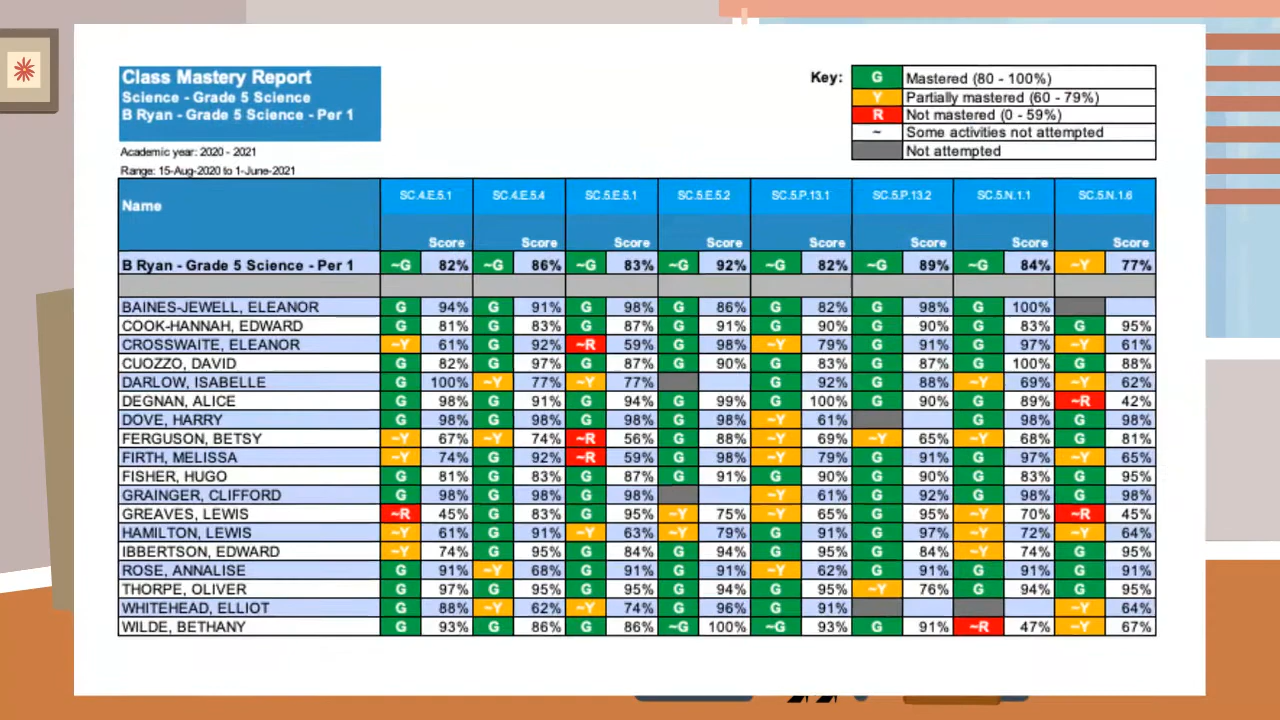 Class Mastery Report
Science - Grade 5 Science
B Ryan - Grade 5 Science - Per 1
Academic year: 2020 - 2021
Range: 15-Aug-2020 to 1-June-2021
Key:
G Mastered (80 - 100%)
Y Partially mastered (60 - 79%)
R Not mastered (0 - 59%)
~ Some activities not attempted
Not attempted
Name SC.4.E.5.1 SC.4.E.5.4 SC.5.E.5.1 SC.5.E.5.2 SC.5.P.13.1 SC.5.P.13.2 SC.5.N.1.1 SC.5.N.1.6
Score Score Score Score Score Score Score Score
B Ryan - Grade 5 Science - Per 1 ~G 82% ~G 86% ~G 83% ~G 92% ~G 82% ~G 89% ~G 84% ~Y 77%
BAINES-JEWELL, ELEANOR G 94% G 91% G 98% G 86% G 82% G 98% G 100%
COOK-HANNAH, EDWARD G 81% G 83% G 87% G 91% G 90% G 90% G 83% G 95%
CROSSWAITE, ELEANOR ~Y 61% G 92% ~R 59% G 98% ~Y 79% G 91% G 97% ~Y 61%
CUOZZO, DAVID G 82% G 97% G 87% G 90% G 83% G 87% G 100% G 88%
DARLOW, ISABELLE G 100% ~Y 77% ~Y 77% G 92% G 88% ~Y 69% ~Y 62%
DEGNAN, ALICE G 98% G 91% G 94% G 99% G 100% G 90% G 89% ~R 42%
DOVE, HARRY G 98% G 98% G 98% G 98% ~Y 61% G 98% G 98%
FERGUSON, BETSY ~Y 67% ~Y 74% ~R 56% G 88% ~Y 69% ~Y 65% ~Y 68% G 81%
FIRTH, MELISSA ~Y 74% G 92% ~R 59% G 98% ~Y 79% G 91% G 97% ~Y 65%
FISHER, HUGO G 81% G 83% G 87% G 91% G 90% G 90% G 83% G 95%
GRAINGER, CLIFFORD G 98% G 98% G 98% ~Y 61% G 92% G 98% G 98%
GREAVES, LEWIS ~R 45% G 83% G 95% ~Y 75% ~Y 65% G 95% ~Y 70% ~R 45%
HAMILTON, LEWIS ~Y 61% G 91% ~Y 63% ~Y 79% G 91% G 97% ~Y 72% ~Y 64%
IBBERTSON, EDWARD ~Y 74% G 95% G 84% G 94% G 95% G 84% ~Y 74% G 95%
ROSE, ANNALISE G 91% ~Y 68% G 91% G 91% ~Y 62% G 91% G 91% G 91%
THORPE, OLIVER G 97% G 95% G 95% G 94% G 95% ~Y 76% G 94% G 95%
WHITEHEAD, ELLIOT G 88% ~Y 62% ~Y 74% G 96% G 91% ~Y 64%
WILDE, BETHANY G 93% G 86% G 86% ~G 100% ~G 93% G 91% ~R 47% ~Y 67%